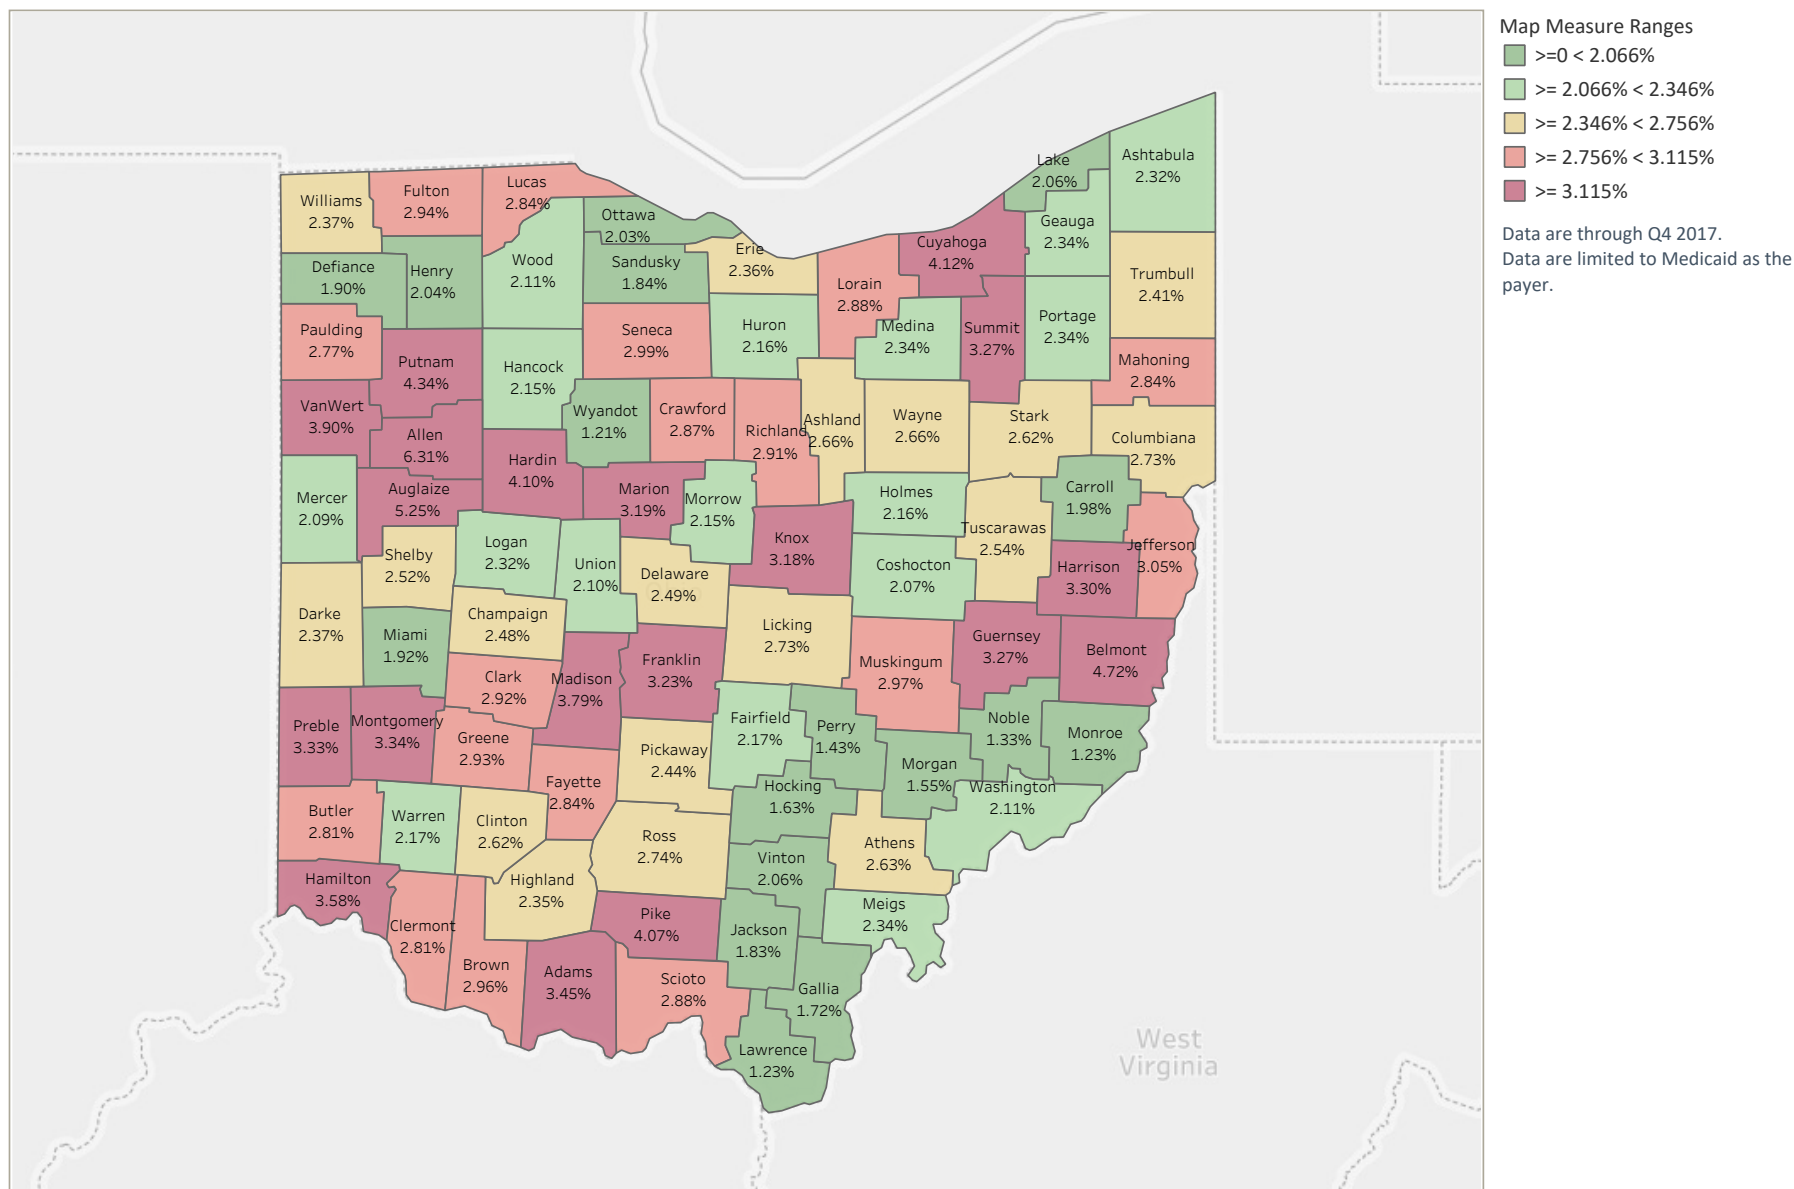 Map Measure Ranges
>=0 < 2.066%
>= 2.066% < 2.346%
>= 2.346% < 2.756%
>= 2.756% < 3.115%
>= 3.115%
Data are through Q4 2017.
Data are limited to Medicaid as the
payer.
Williams
2.37%
Fulton
2.94%
Lucas
2.84%
Ottawa
2.03%
Lake
2.06%
Ashtabula
2.32%
Geauga
2.34%
Cuyahoga
4.12%
Erie
2.36%
Defiance
1.90%
Henry
2.04%
Wood
2.11%
Sandusky
1.84%
Lorain
2.88%
Trumbull
2.41%
Paulding
2.77%
Putnam
4.34%
Hancock
2.15%
Seneca
2.99%
Huron
2.16%
Medina
2.34%
Summit
3.27%
Portage
2.34%
Mahoning
2.84%
VanWert
3.90%
Allen
6.31%
Wyandot
1.21%
Crawford
2.87%
Richland
2.91%
Ashland
2.66%
Wayne
2.66%
Stark
2.62%
Columbiana
2.73%
Mercer
2.09%
Auglaize
5.25%
Hardin
4.10%
Marion
3.19%
Morrow
2.15%
Knox
3.18%
Holmes
2.16%
Tuscarawas
2.54%
Carroll
1.98%
Jefferson
3.05%
Shelby
2.52%
Logan
2.32%
Union
2.10%
Delaware
2.49%
Coshocton
2.07%
Harrison
3.30%
Darke
2.37%
Miami
1.92%
Champaign
2.48%
Licking
2.73%
Guernsey
3.27%
Belmont
4.72%
Clark
2.92%
Madison
3.79%
Franklin
3.23%
Muskingum
2.97%
Preble
3.33%
Montgomery
3.34%
Greene
2.93%
Pickaway
2.44%
Fairfield
2.17%
Perry
1.43%
Noble
1.33%
Monroe
1.23%
Morgan
1.55%
Washington
2.11%
Fayette
2.84%
Hocking
1.63%
Butler
2.81%
Warren
2.17%
Clinton
2.62%
Ross
2.74%
Vinton
2.06%
Athens
2.63%
Hamilton
3.58%
Highland
2.35%
Clermont
2.81%
Pike
4.07%
Jackson
1.83%
Meigs
2.34%
Brown
2.96%
Adams
3.45%
Scioto
2.88%
Gallia
1.72%
Lawrence
1.23%
West
Virginia